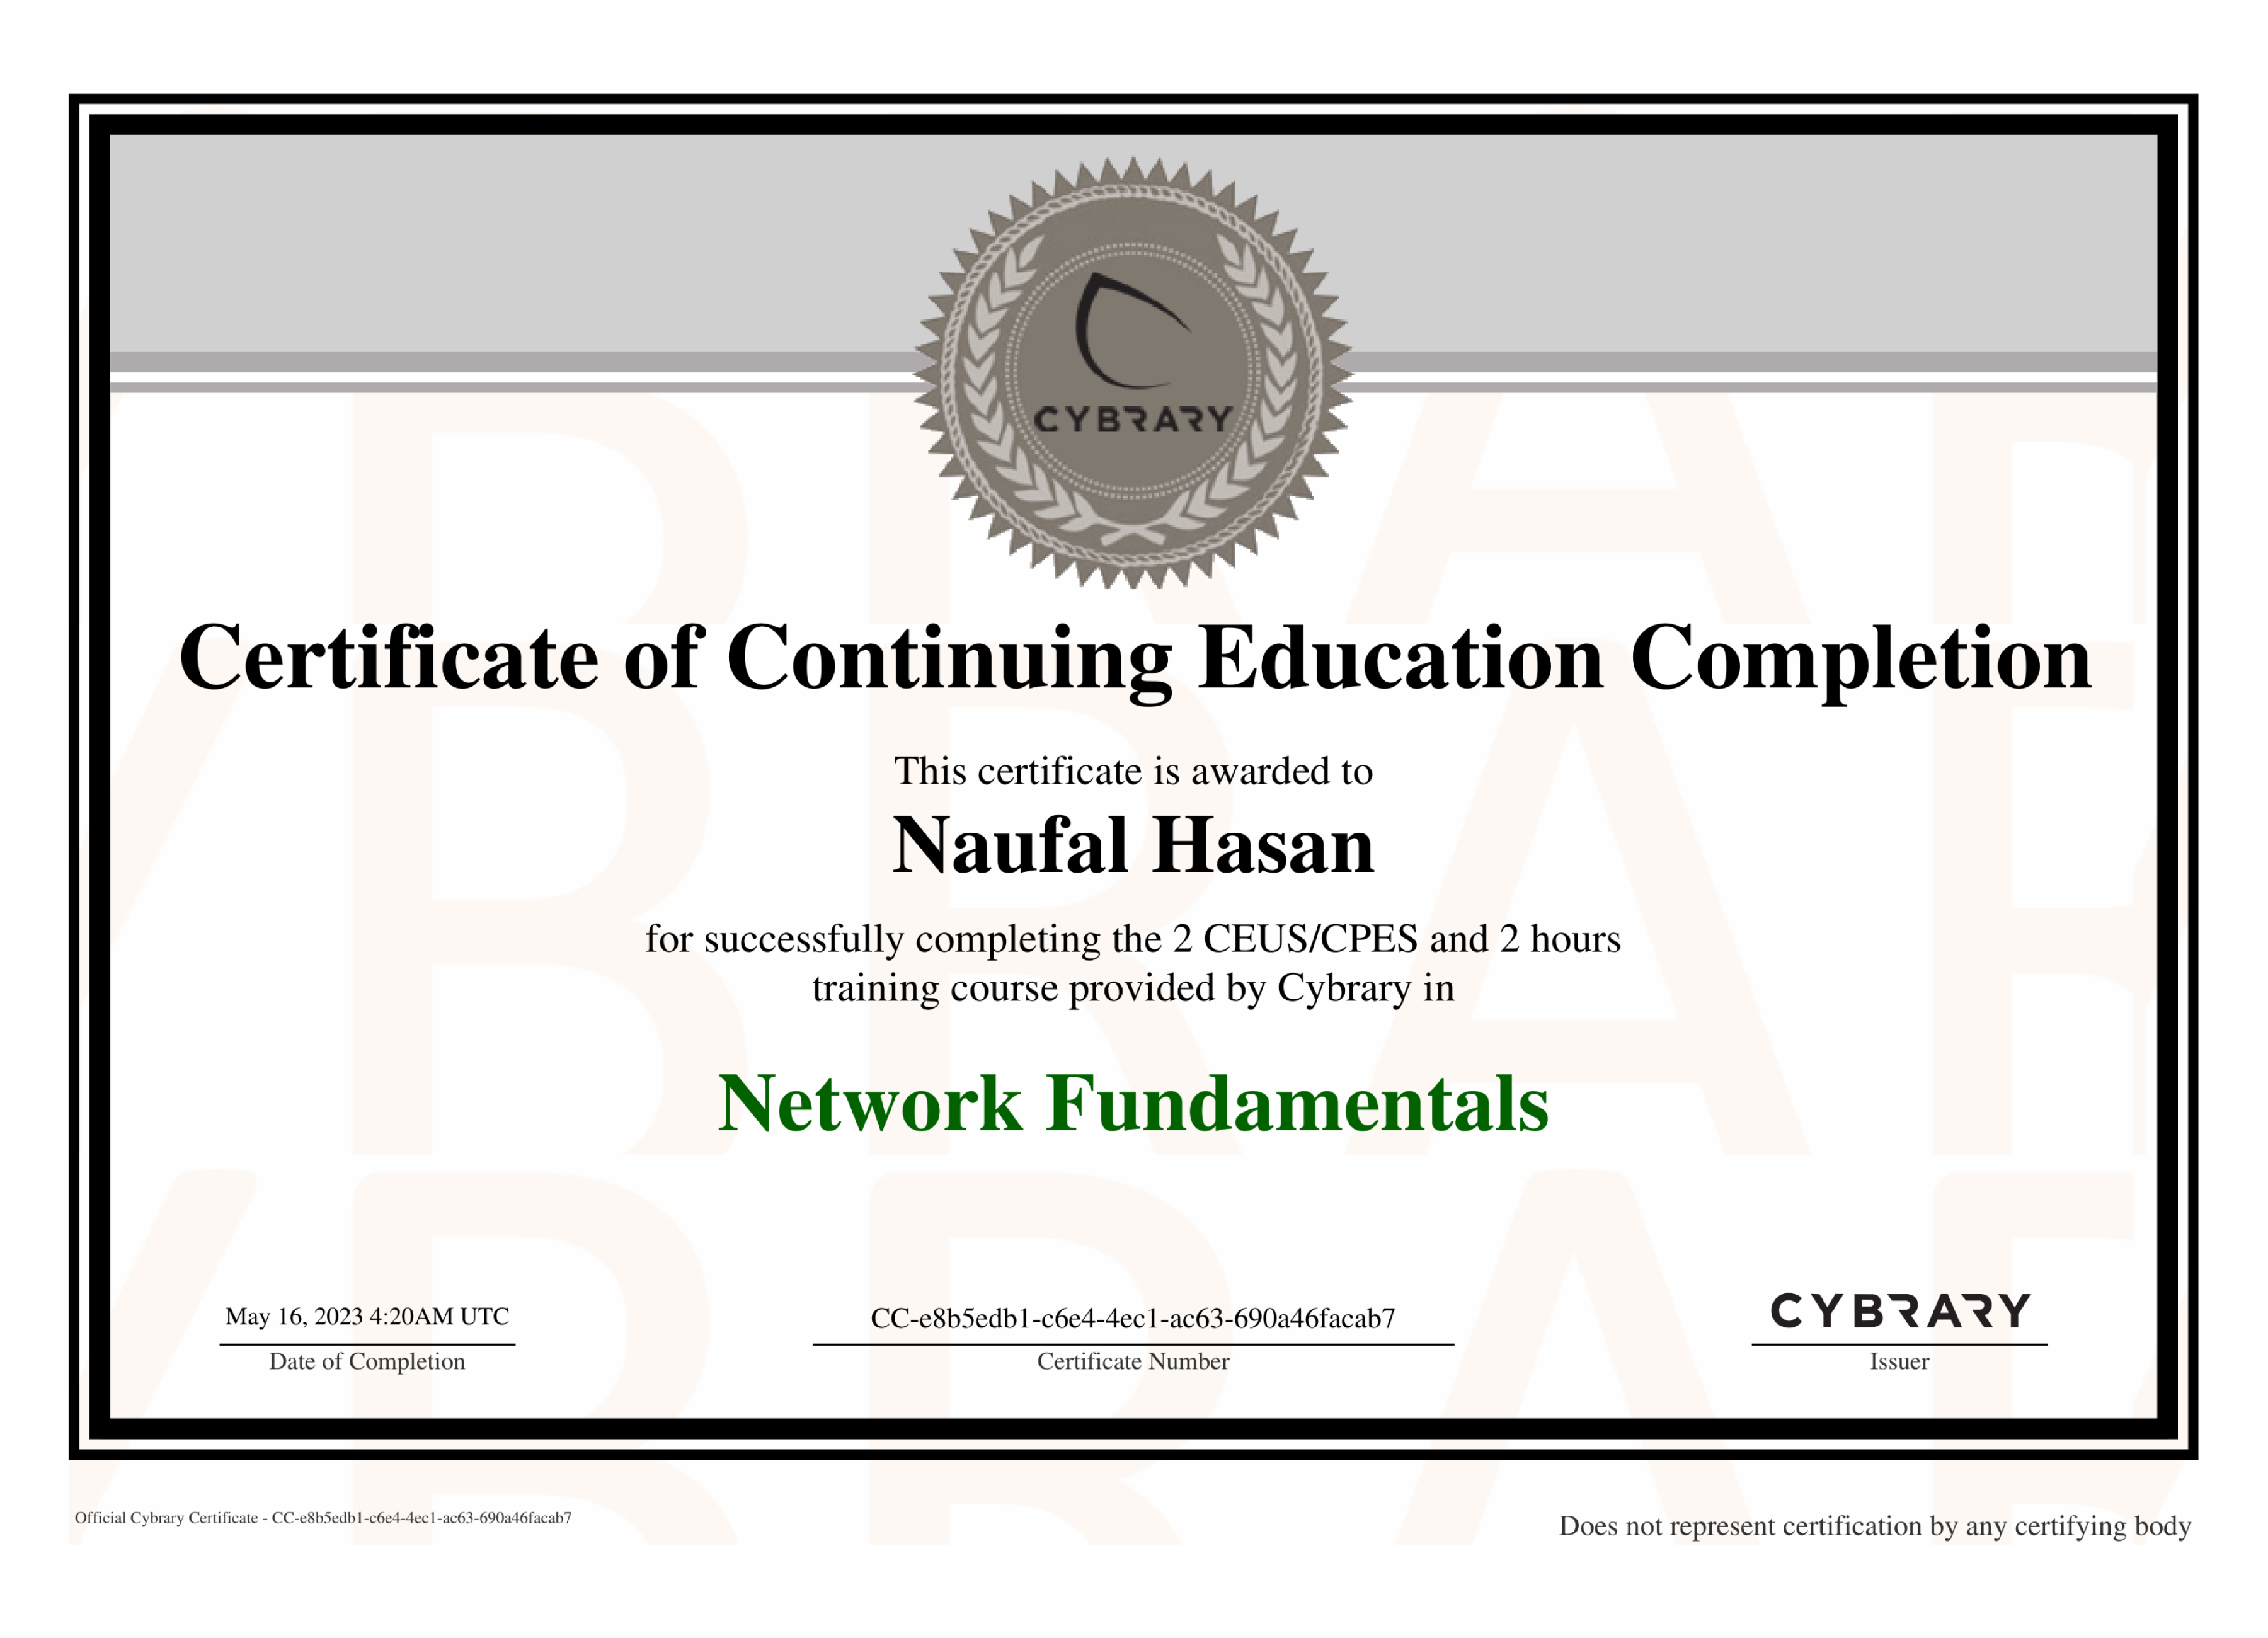 CYBRARY
Certificate of Continuing Education Completion
This certificate is awarded to
Naufal Hasan
for successfully completing the 2 CEUS/CPES and 2 hours
training course provided by Cybrary in
Network Fundamentals
May 16, 2023 4:20AM UTC
Date of Completion
CC-e8b5edb1-c6e4-4ec1-ac63-690a46facab7
Certificate Number
CYBRARY
Issuer
Official Cybrary Certificate - CC-e8b5edb1-c6e4-4ec1-ac63-690a46facab7
Does not represent certification by any certifying body